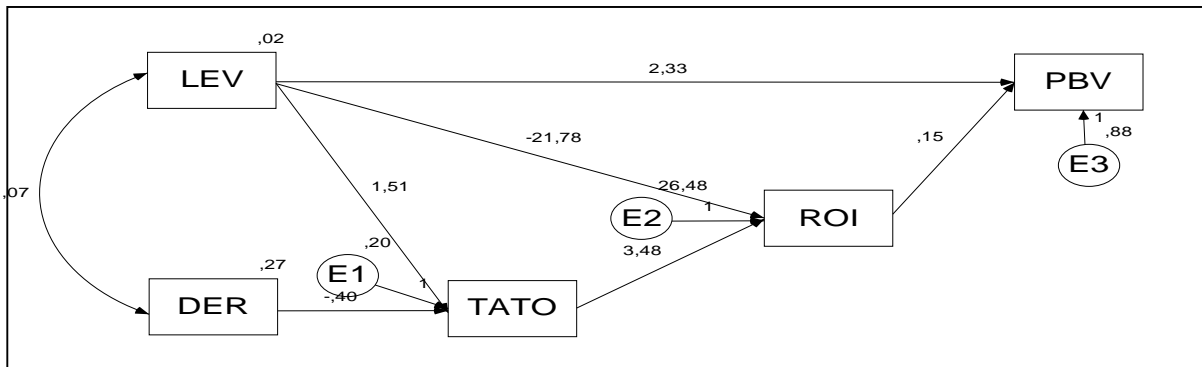 ,02
LEV
2,33
PBV
1
,88
E3
-21,78
,15
,07
1,51
26,48
E2
1
ROI
,20
3,48
E1
1
,27
DER
-,40
TATO